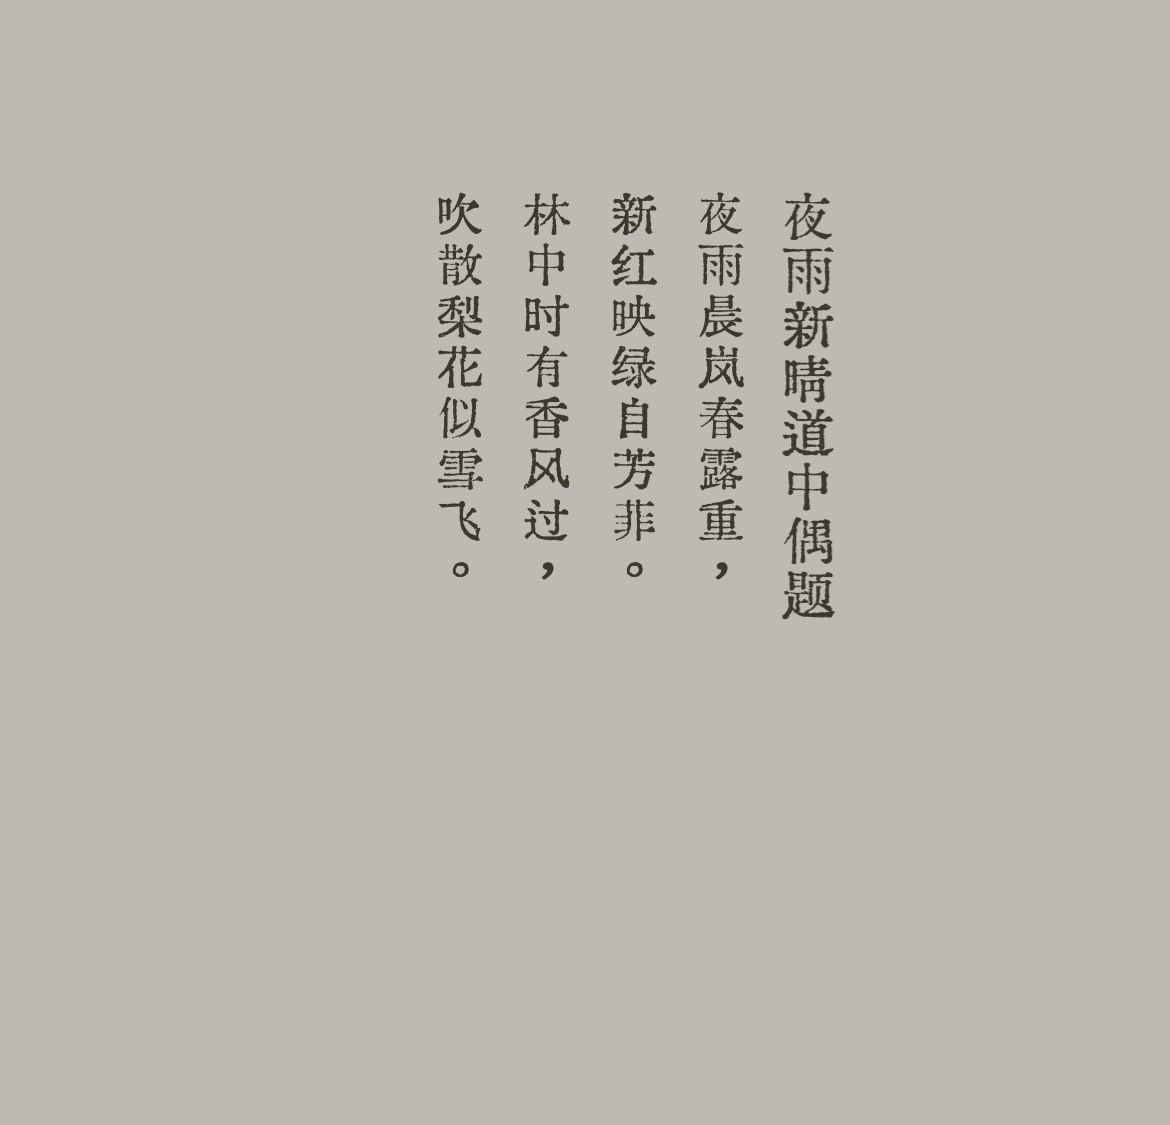 夜雨新晴道中偶题
夜雨晨岚春露重，
新红映绿自芳菲。
林中时有香风过，
吹散梨花似雪飞。